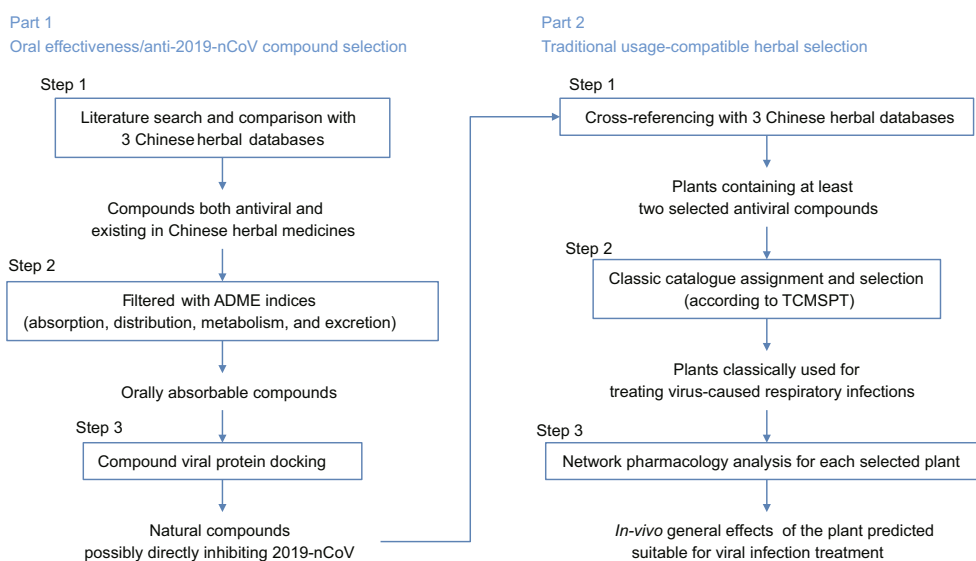 Part 1
Oral effectiveness/anti-2019-nCoV compound selection
Step 1
Literature search and comparison with
3 Chinese herbal databases
Compounds both antiviral and
existing in Chinese herbal medicines
Step 2
Filtered with ADME indices
(absorption, distribution, metabolism, and excretion)
Orally absorbable compounds
Step 3
Compound viral protein docking
Natural compounds
possibly directly inhibiting 2019-nCoV
Part 2
Traditional usage-compatible herbal selection
Step 1
Cross-referencing with 3 Chinese herbal databases
Plants containing at least
two selected antiviral compounds
Step 2
Classic catalogue assignment and selection
(according to TCMSPT)
Plants classically used for
treating virus-caused respiratory infections
Step 3
Network pharmacology analysis for each selected plant
In-vivo general effects of the plant predicted
suitable for viral infection treatment